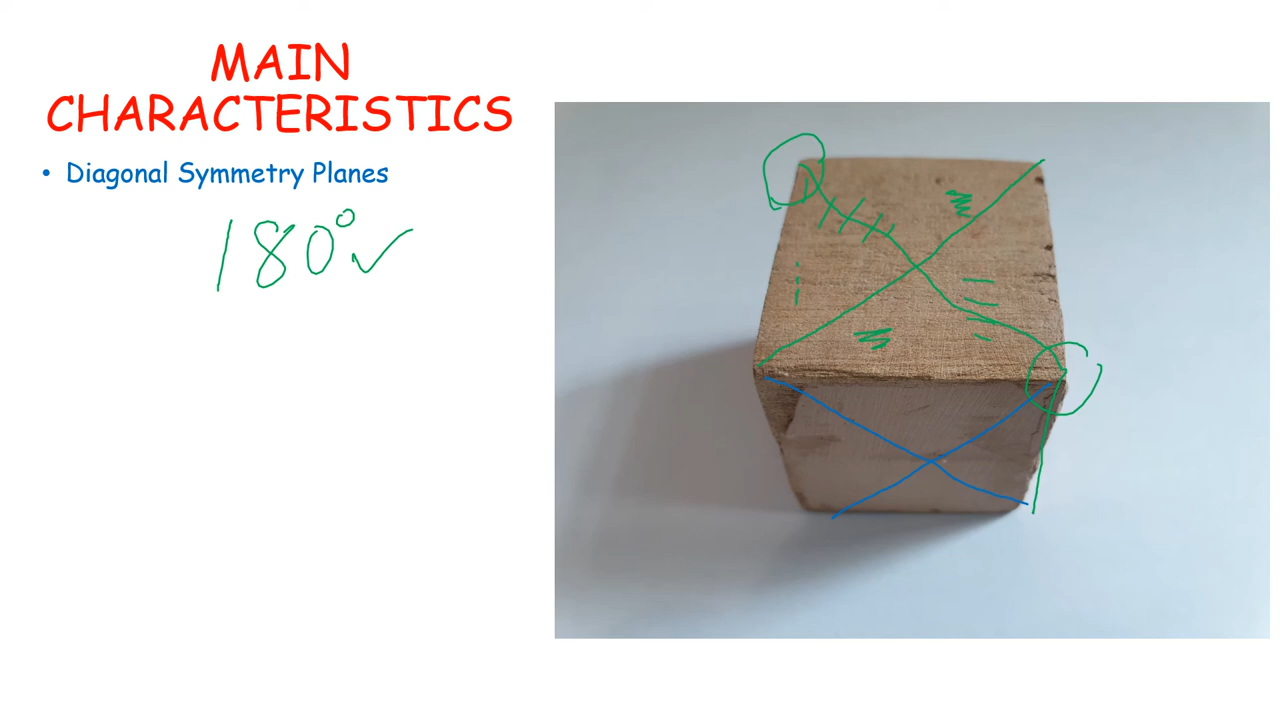 MAIN
CHARACTERISTICS
• Diagonal Symmetry Planes
180° ✓